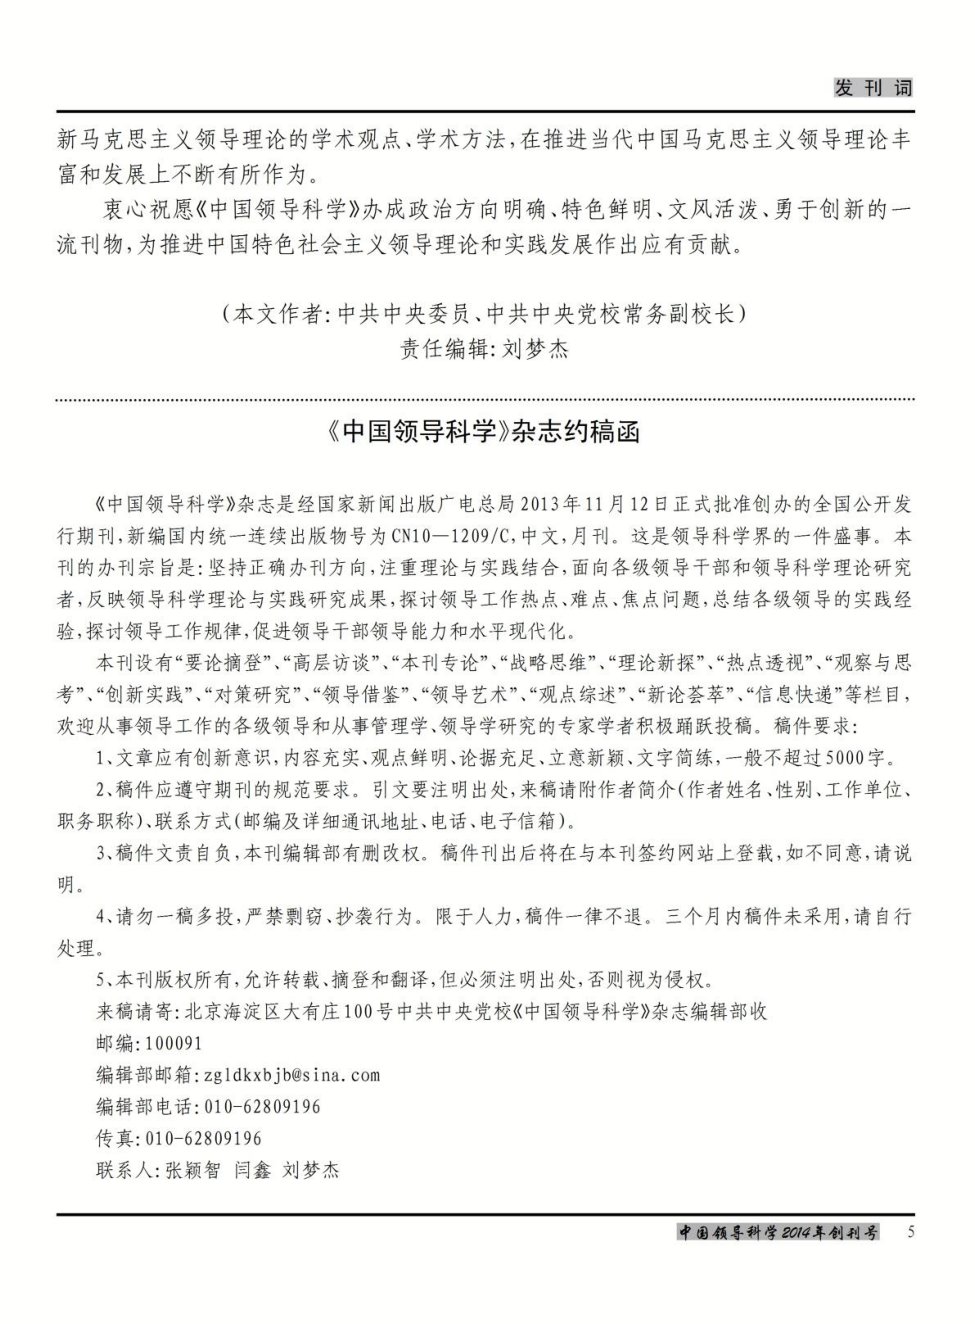 发 刊 词
新马克思主义领导理论的学术观点、学术方法,在推进当代中国马克思主义领导理论丰
富和发展上不断有所作为。
衷心祝愿《中国领导科学》办成政治方向明确、特色鲜明、文风活泼、勇于创新的一
流刊物,为推进中国特色社会主义领导理论和实践发展作出应有贡献。
(本文作者:中共中央委员、中共中央党校常务副校长)
责任编辑:刘梦杰
《中国领导科学》杂志约稿函
《中国领导科学》杂志是经国家新闻出版广电总局2013年11月12日正式批准创办的全国公开发
行期刊,新编国内统一连续出版物号为CN10—1209/C,中文,月刊。这是领导科学界的一件盛事。本
刊的办刊宗旨是:坚持正确办刊方向,注重理论与实践结合,面向各级领导干部和领导科学理论研究
者,反映领导科学理论与实践研究成果,探讨领导工作热点、难点、焦点问题,总结各级领导的实践经
验,探讨领导工作规律,促进领导干部领导能力和水平现代化。
本刊设有“要论摘登”、“高层访谈”、“本刊专论”、“战略思维”、“理论新探”、“热点透视”、“观察与思
考”、“创新实践”、“对策研究”、“领导借鉴”、“领导艺术”、“观点综述”、“新论荟萃”、“信息快递”等栏目,
欢迎从事领导工作的各级领导和从事管理学、领导学研究的专家学者积极踊跃投稿。稿件要求:
1、文章应有创新意识,内容充实、观点鲜明、论据充足、立意新颖、文字简练,一般不超过5000字。
2、稿件应遵守期刊的规范要求。引文要注明出处,来稿请附作者简介(作者姓名、性别、工作单位、
职务职称)、联系方式(邮编及详细通讯地址、电话、电子信箱)。
3、稿件文责自负,本刊编辑部有删改权。稿件刊出后将在与本刊签约网站上登载,如不同意,请说
明。
4、请勿一稿多投,严禁剽窃、抄袭行为。限于人力,稿件一律不退。三个月内稿件未采用,请自行
处理。
5、本刊版权所有,允许转载、摘登和翻译,但必须注明出处,否则视为侵权。
来稿请寄:北京海淀区大有庄100号中共中央党校《中国领导科学》杂志编辑部收
邮编:100091
编辑部邮箱:zgldkxbjb@sina.com
编辑部电话:010-62809196
传真:010-62809196
联系人:张颖智 闫鑫 刘梦杰
中国领导科学2014年创刊号 5